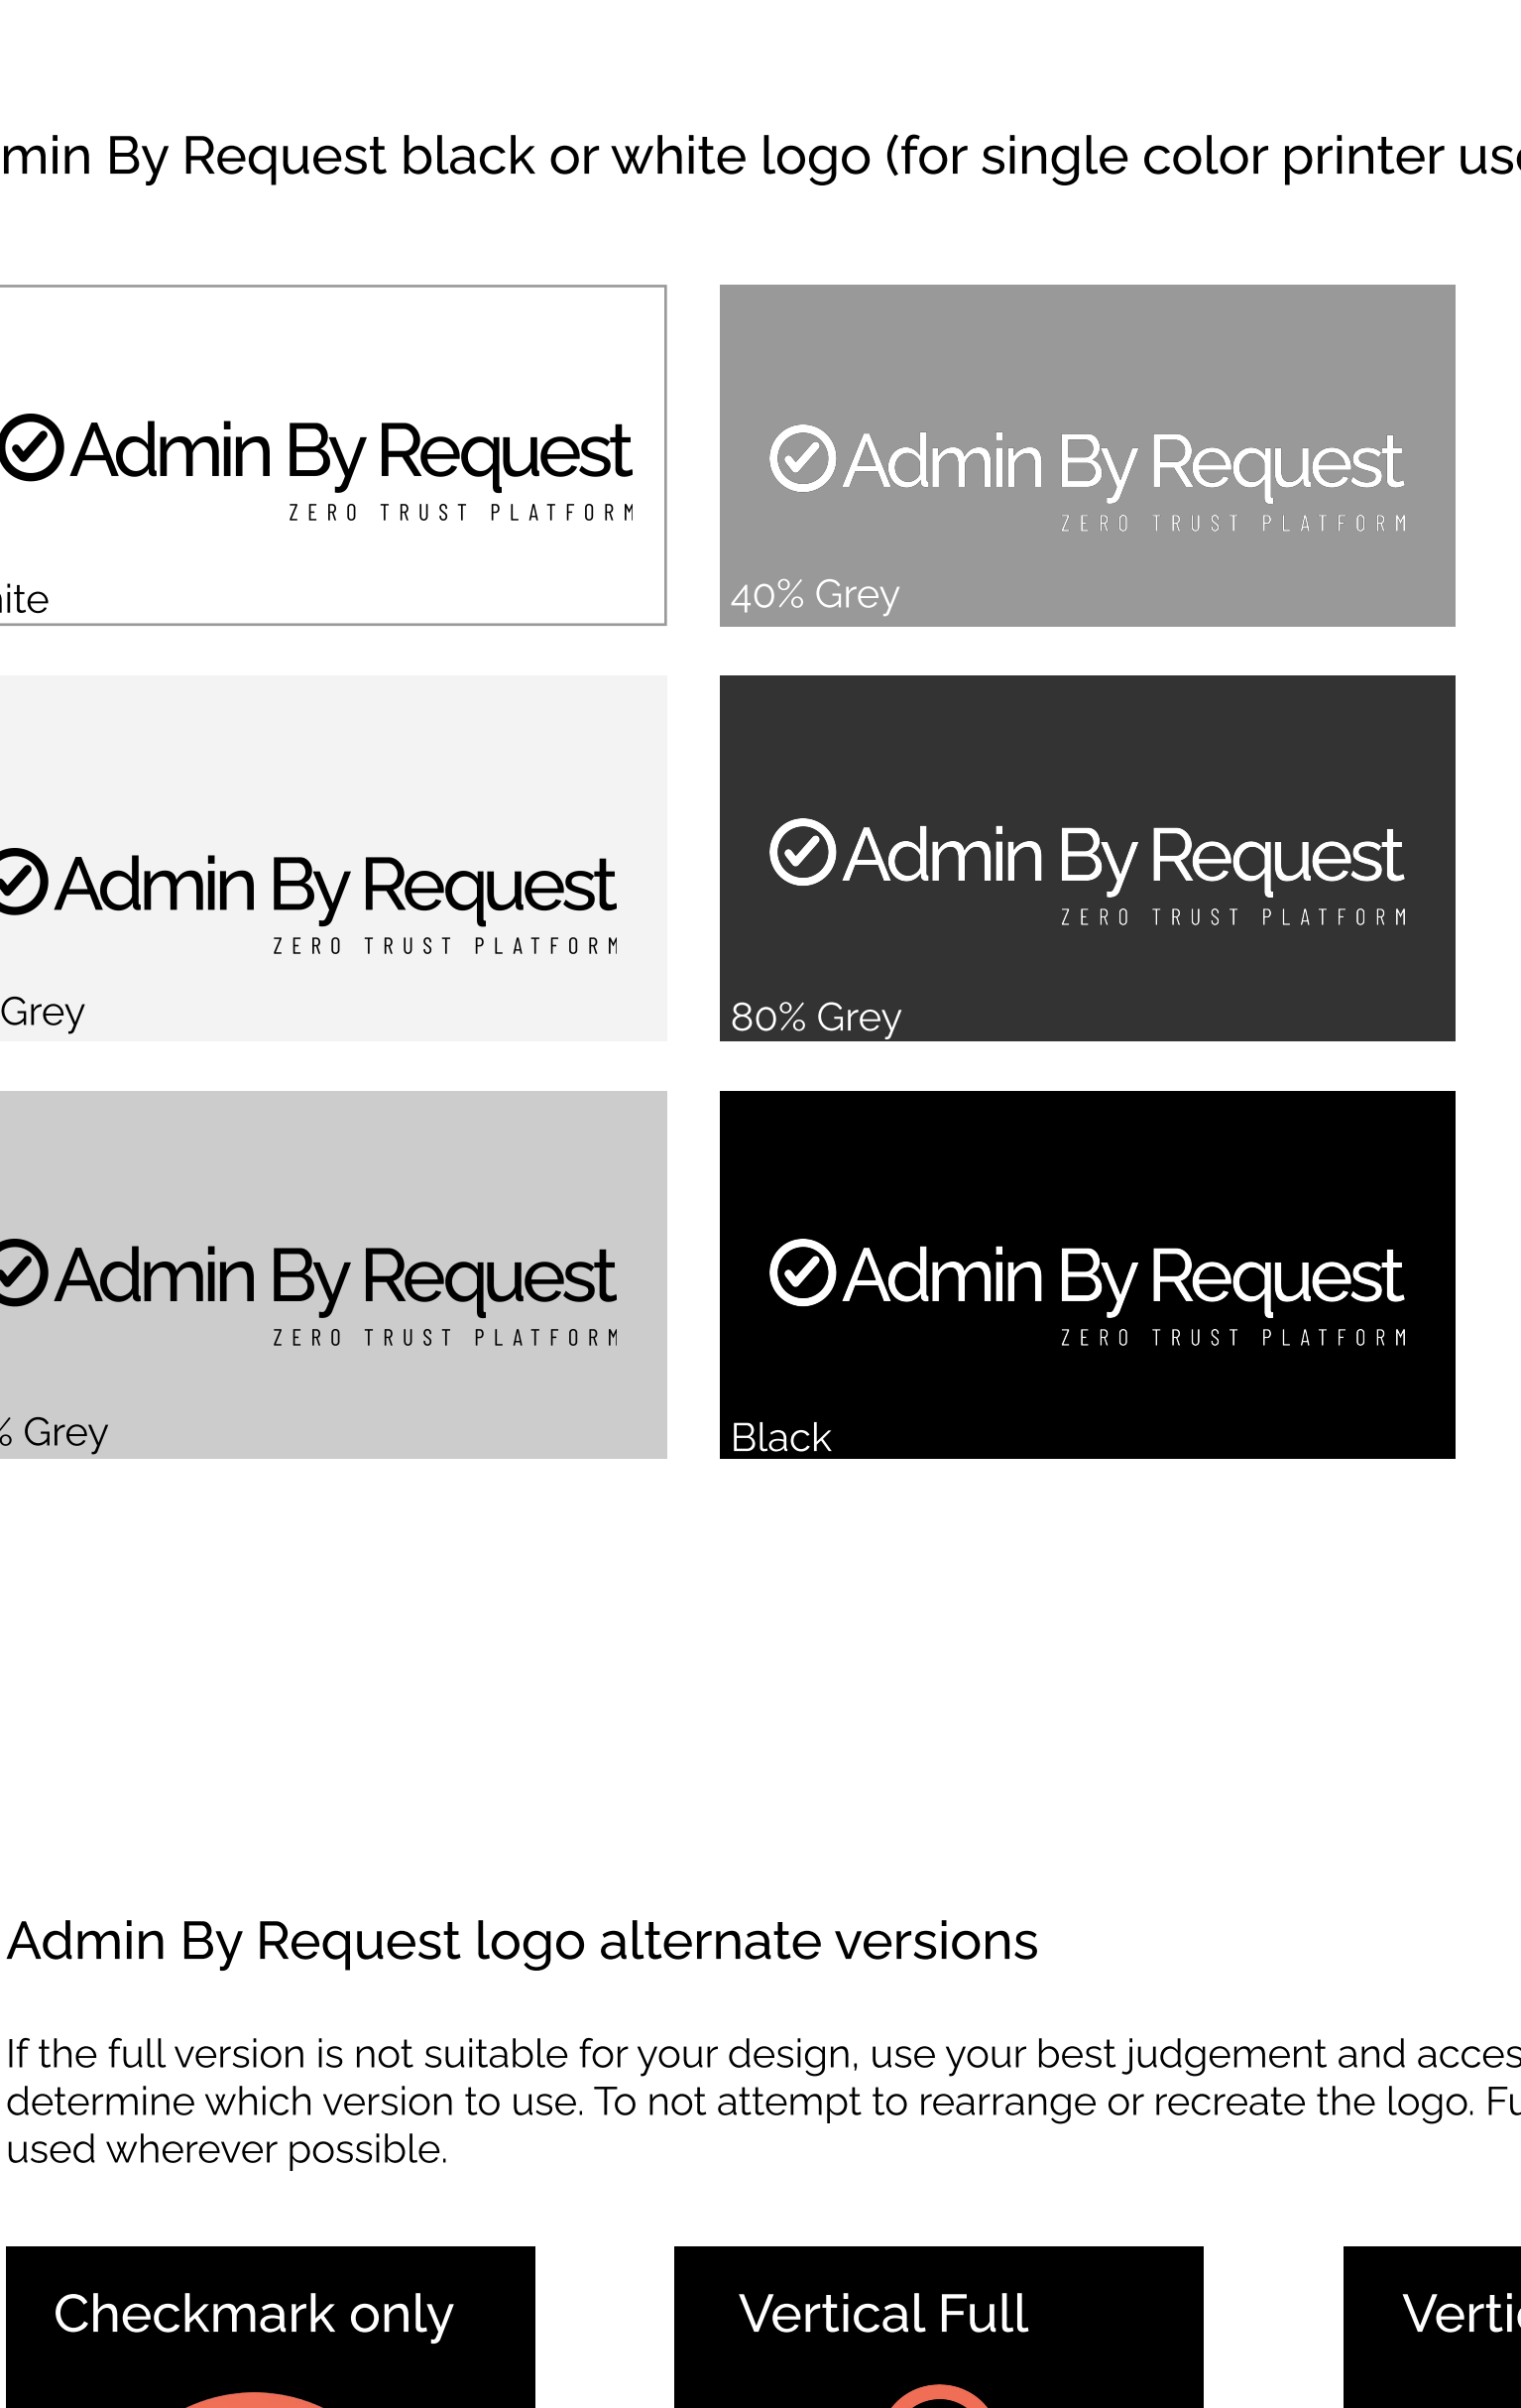 min By Request black or white logo (for single color printer use
Admin By Request
ZERO TRUST PLATFORM
ite
Admin By Request
ZERO TRUST PLATFORM
40% Grey
Admin By Request
ZERO TRUST PLATFORM
Grey
Admin By Request
ZERO TRUST PLATFORM
80% Grey
Admin By Request
ZERO TRUST PLATFORM
% Grey
Admin By Request
ZERO TRUST PLATFORM
Black
Admin By Request logo alternate versions
If the full version is not suitable for your design, use your best judgement and acces
determine which version to use. To not attempt to rearrange or recreate the logo. Fu
used wherever possible.
Checkmark only
Vertical Full
Verti